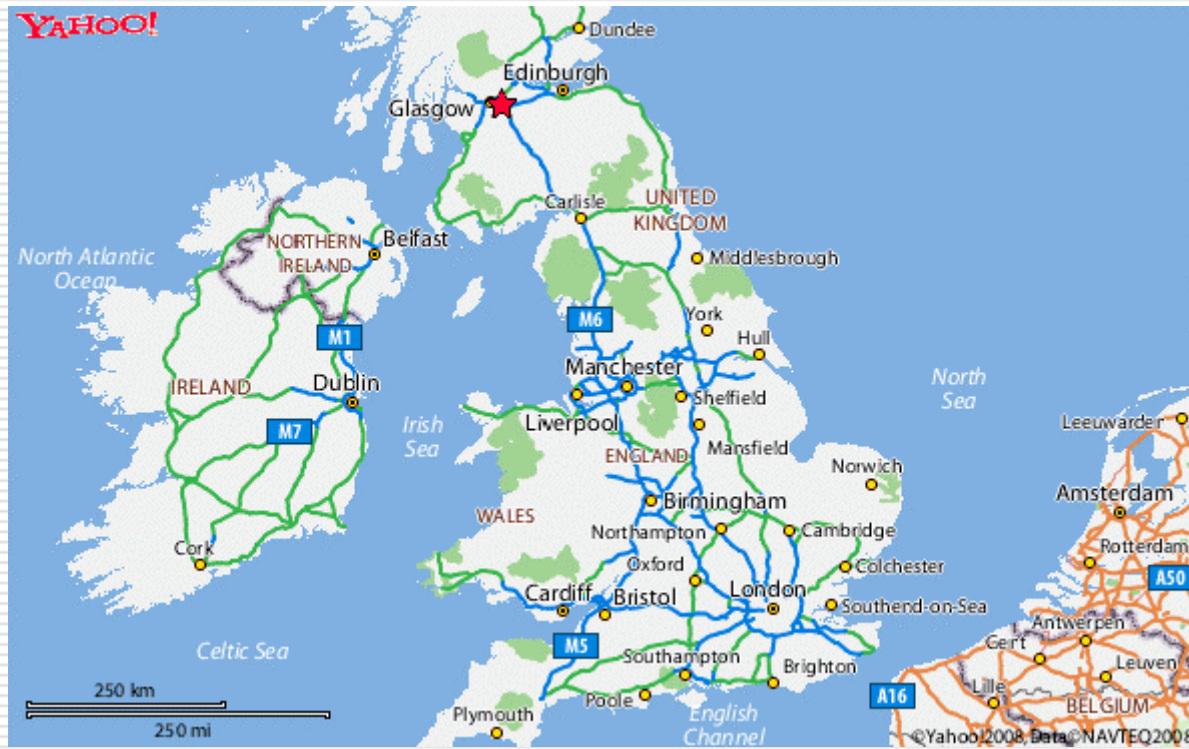 YAHOO!
Dundee
Edinburgh
Glasgow
Carlisle
UNITED
KINGDOM
North Atlantic
Ocean
NORTHERN
IRELAND
Belfast
Middlesbrough
M6
York
Hull
M1
Manchester
IRELAND
Dublin
Sheffield
North
Sea
Leeuwarder
Liverpool
Irish
Sea
M7
Mansfield
ENGLAND
Norwich
Amsterdam
Birmingham
WALES
Northampton
Cambridge
Cork
Rotterdam
Oxford
Colchester
A50
Cardiff
Bristol
London
Southend-on-Sea
Antwerpen
Celtic Sea
M5
Southampton
Gert
Brighton
Leuven
250 km
Poole
A16
Lille
BELGIUM
250 mi
Plymouth
English
Channel
©Yahoo!2008, Data©NAVTEQ2008